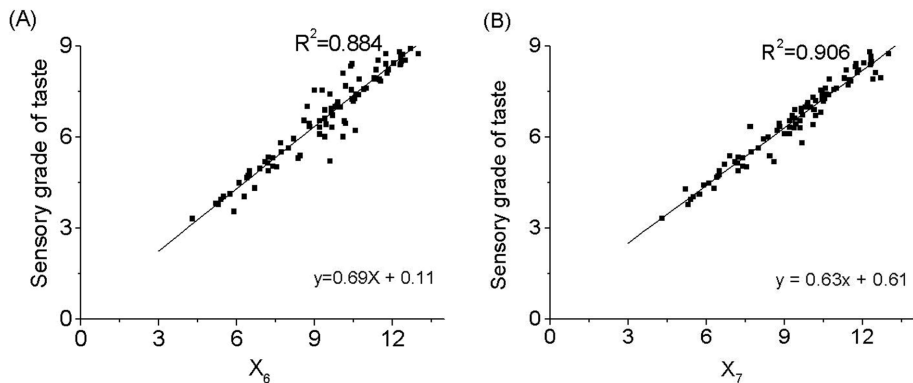 (A)
R²=0.884
Sensory grade of taste
9
6
3
0
y=0.69X + 0.11
0 3 6 9 12
X₆
(B)
R²=0.906
Sensory grade of taste
9
6
3
0
y = 0.63x + 0.61
0 3 6 9 12
X₇